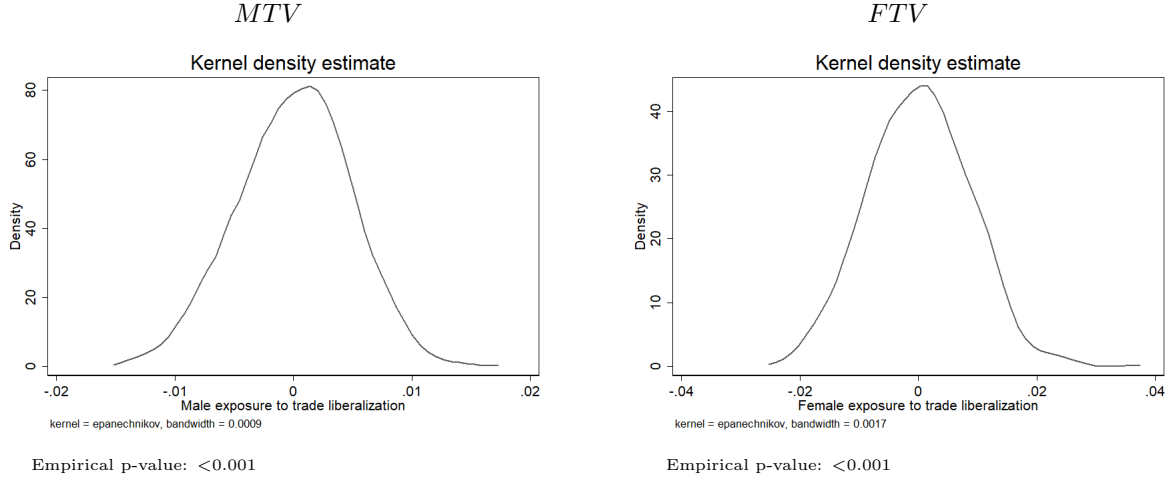 MTV
Kernel density estimate
Density
80
60
40
20
0
-.02 -.01 0 .01 .02
Male exposure to trade liberalization
kernel = epanechnikov, bandwidth = 0.0009
Empirical p-value: <0.001
FTV
Kernel density estimate
Density
40
30
20
10
0
-.04 -.02 0 .02 .04
Female exposure to trade liberalization
kernel = epanechnikov, bandwidth = 0.0017
Empirical p-value: <0.001